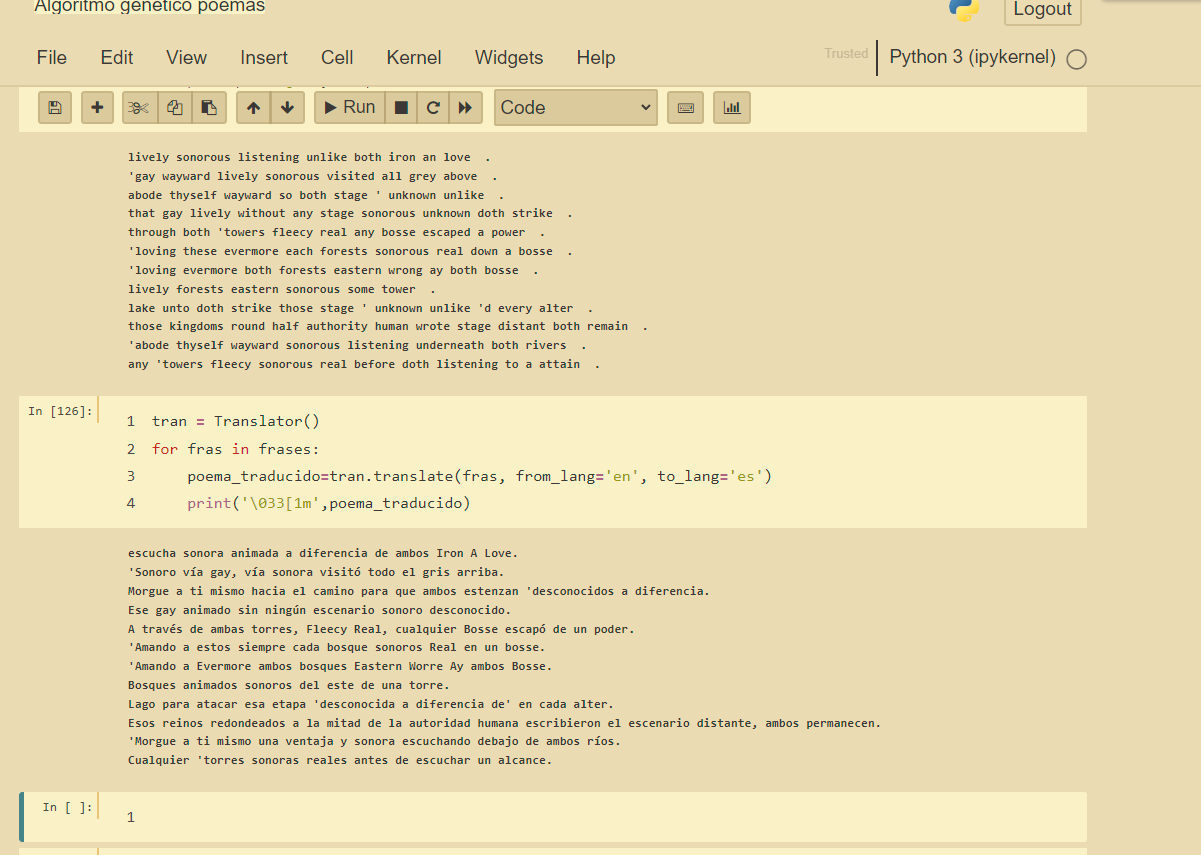 Algoritmo genético poemas
Logout
File Edit View Insert Cell Kernel Widgets Help
Trusted Python 3 (ipykernel)
Run Code
lively sonorous listening unlike both iron an love .
'gay wayward lively sonorous visited all grey above .
abode thyself wayward so both stage ' unknown unlike .
that gay lively without any stage sonorous unknown doth strike .
through both 'towers fleecy real any bosse escaped a power .
'loving these evermore each forests sonorous real down a bosse .
'loving evermore both forests eastern wrong ay both bosse .
lively forests eastern sonorous some tower .
lake unto doth strike those stage ' unknown unlike 'd every alter .
those kingdoms round half authority human wrote stage distant both remain .
'abode thyself wayward sonorous listening underneath both rivers .
any 'towers fleecy sonorous real before doth listening to a attain .
In [126]:
1 tran = Translator()
2 for fras in frases:
3 poema_traducido=tran.translate(fras, from_lang='en', to_lang='es')
4 print('\033[1m',poema_traducido)
escucha sonora animada a diferencia de ambos Iron A Love.
'Sonoro vía gay, vía sonora visitó todo el gris arriba.
Morgue a ti mismo hacia el camino para que ambos estenzan 'desconocidos a diferencia.
Ese gay animado sin ningún escenario sonoro desconocido.
A través de ambas torres, Fleecy Real, cualquier Bosse escapó de un poder.
'Amando a estos siempre cada bosque sonoros Real en un bosse.
'Amando a Evermore ambos bosques Eastern Worre Ay ambos Bosse.
Bosques animados sonoros del este de una torre.
Lago para atacar esa etapa 'desconocida a diferencia de' en cada alter.
Esos reinos redondeados a la mitad de la autoridad humana escribieron el escenario distante, ambos permanecen.
'Morgue a ti mismo una ventaja y sonora escuchando debajo de ambos ríos.
Cualquier 'torres sonoras reales antes de escuchar un alcance.
In [ ]:
1